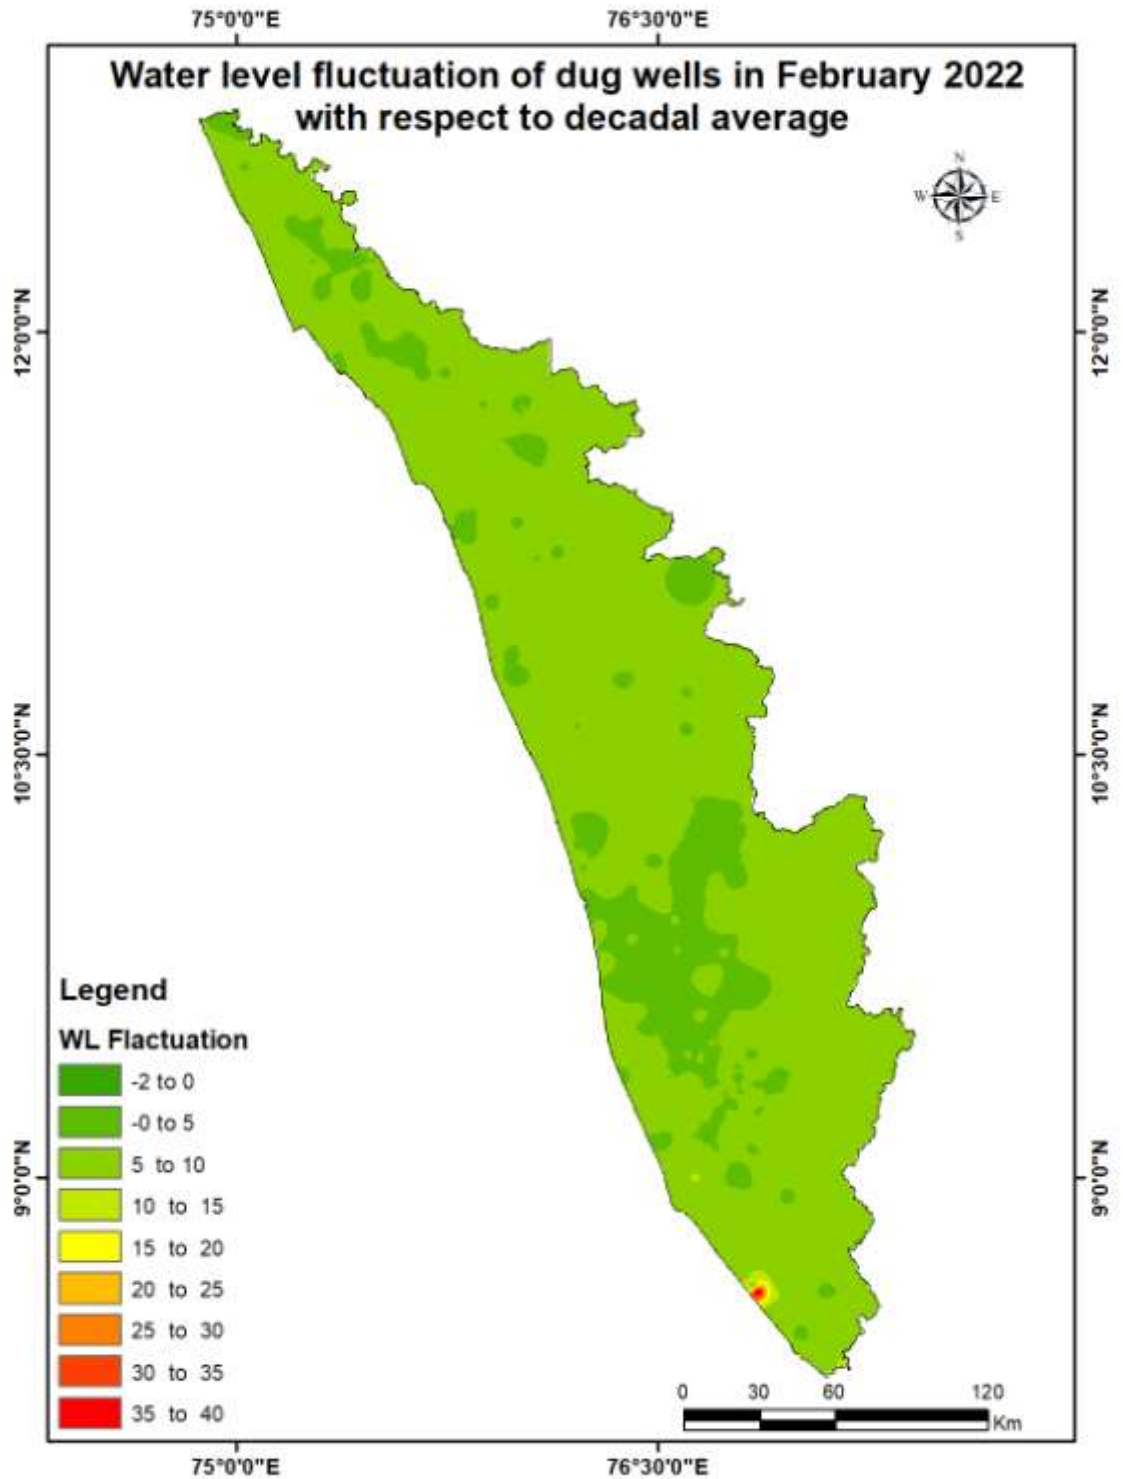 75°0'0"E 76°30'0"E
Water level fluctuation of dug wells in February 2022
with respect to decadal average
N
W E
S
12°0'0"N 12°0'0"N
10°30'0"N 10°30'0"N
Legend
WL Flactuation
-2 to 0
-0 to 5
5 to 10
10 to 15
15 to 20
20 to 25
25 to 30
30 to 35
35 to 40
9°0'0"N 9°0'0"N
0 30 60 120
Km
75°0'0"E 76°30'0"E